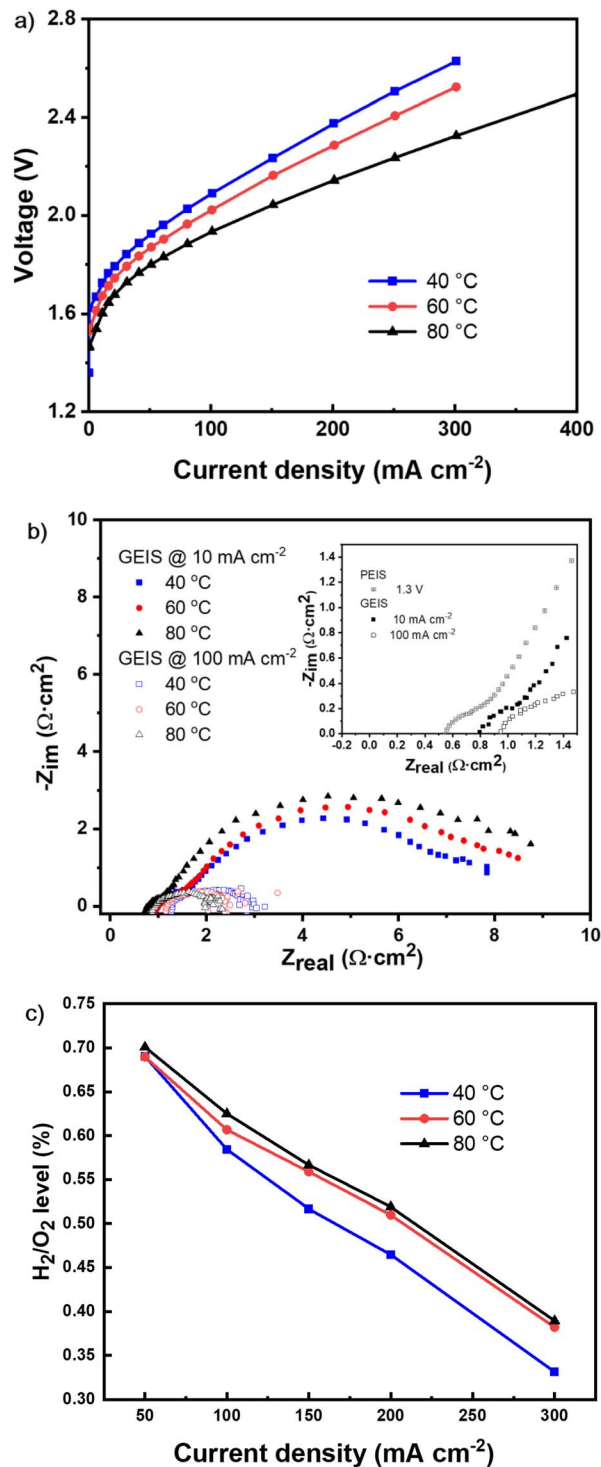 a)
2.8
2.4
2.0
1.6
1.2
Voltage (V)
40 °C
60 °C
80 °C
0 100 200 300 400
Current density (mA cm⁻²)
b)
10
8
6
4
2
0
-Z_im (Ω·cm²)
GEIS @ 10 mA cm⁻²
40 °C
60 °C
80 °C
GEIS @ 100 mA cm⁻²
40 °C
60 °C
80 °C
1.4
1.2
1.0
0.8
0.6
0.4
0.2
0.0
-Z_im (Ω·cm²)
PEIS
1.3 V
GEIS
10 mA cm⁻²
100 mA cm⁻²
-0.2 0.0 0.2 0.4 0.6 0.8 1.0 1.2 1.4
Z_real (Ω·cm²)
0 2 4 6 8 10
Z_real (Ω·cm²)
c)
0.75
0.70
0.65
0.60
0.55
0.50
0.45
0.40
0.35
0.30
H₂/O₂ level (%)
40 °C
60 °C
80 °C
50 100 150 200 250 300
Current density (mA cm⁻²)